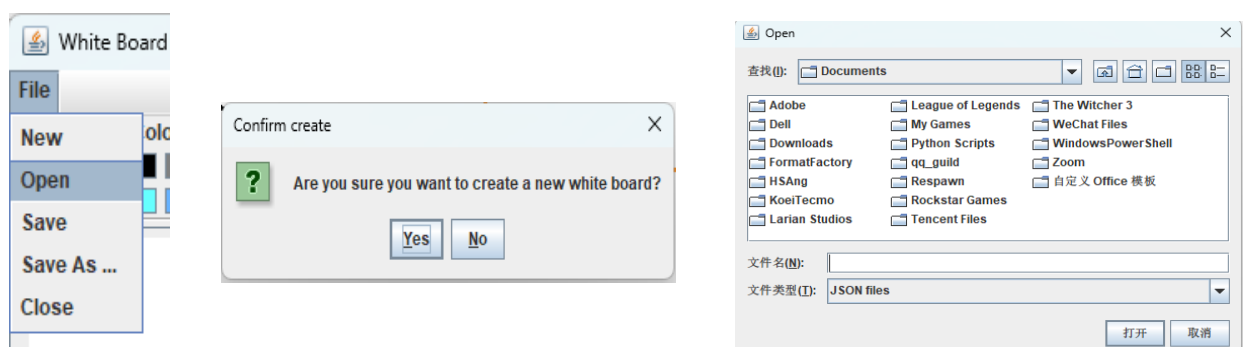 White Board
File
New
olo
Open
Save
Save As ...
Close
Confirm create
Are you sure you want to create a new white board?
Yes
No
Open
查找(I): Documents
Adobe
Dell
Downloads
FormatFactory
HSAng
KoeiTecmo
Larian Studios
League of Legends
My Games
Python Scripts
qq_guild
Respawn
Rockstar Games
Tencent Files
The Witcher 3
WeChat Files
WindowsPowerShell
Zoom
自定义 Office 模板
文件名(N):
文件类型(T): JSON files
打开
取消